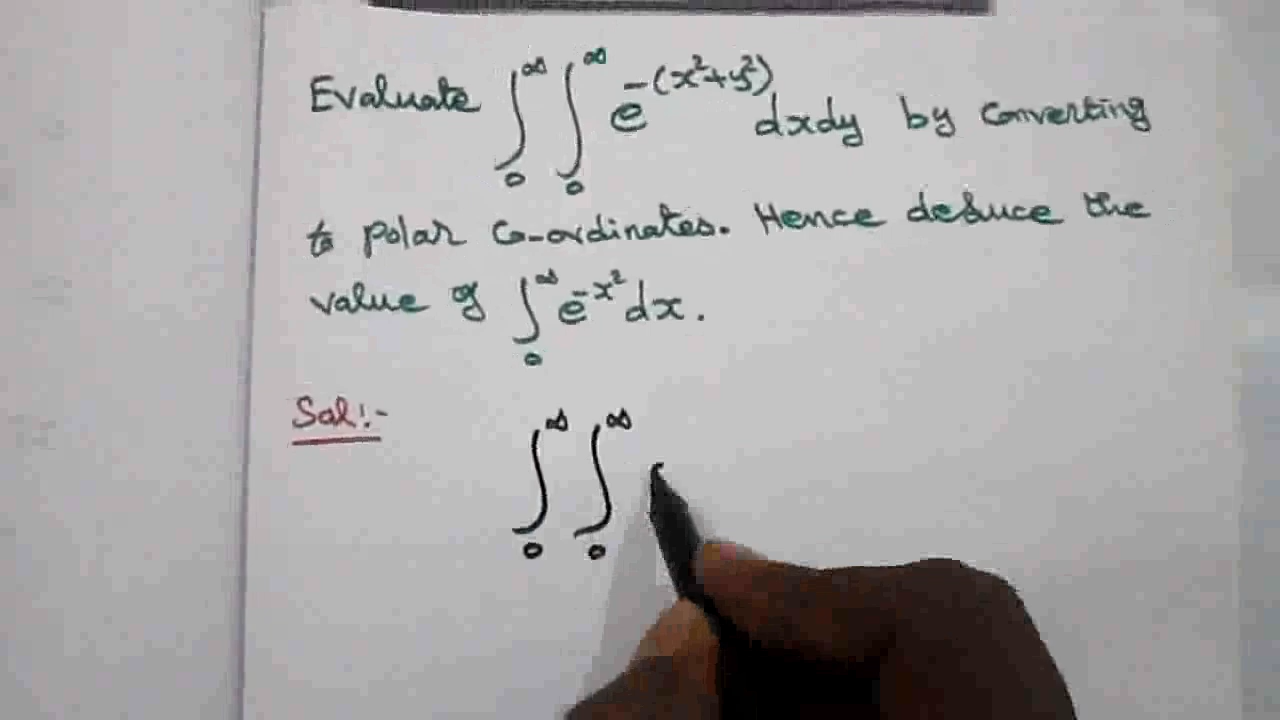 Evaluate ∫₀^∞ ∫₀^∞ e^-(x²+y²) dxdy by converting
to polar co-ordinates. Hence deduce the
value of ∫₀^∞ e^-x² dx.
Sol:-
∫₀^∞ ∫₀^∞